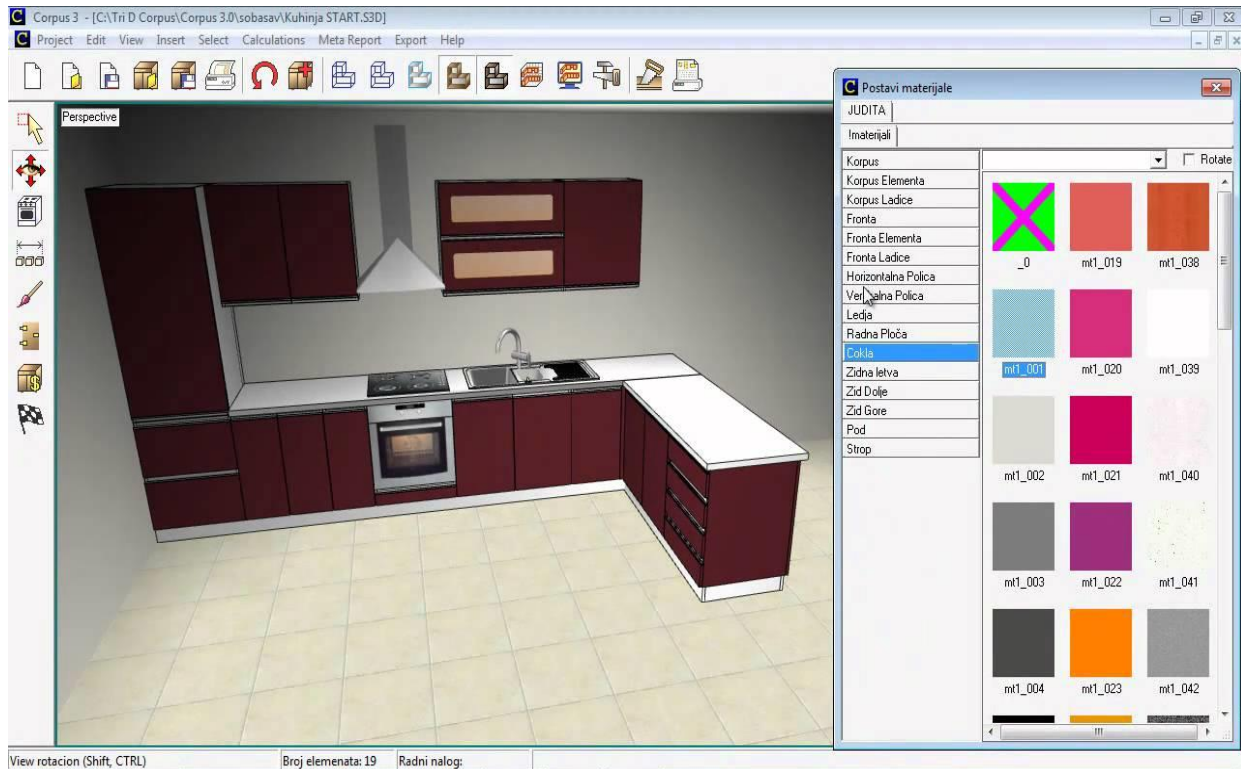 Corpus 3 - [C:\Tri D Corpus\Corpus 3.0\sobasav\Kuhinja START.S3D]
Project Edit View Insert Select Calculations Meta Report Export Help
Perspective
Postavi materijale
JUDITA
!materijali
Korpus
Rotate
Korpus Elementa
Korpus Ladice
Fronta
Fronta Elementa
Fronta Ladice
Horizontalna Polica
Vertikalna Polica
Ledja
Radna Ploča
Cokla
Zidna letva
Zid Dolje
Zid Gore
Pod
Strop
_0 mt1_019 mt1_038
mt1_001 mt1_020 mt1_039
mt1_002 mt1_021 mt1_040
mt1_003 mt1_022 mt1_041
mt1_004 mt1_023 mt1_042
View rotacion (Shift, CTRL) Broj elemenata: 19 Radni nalog: